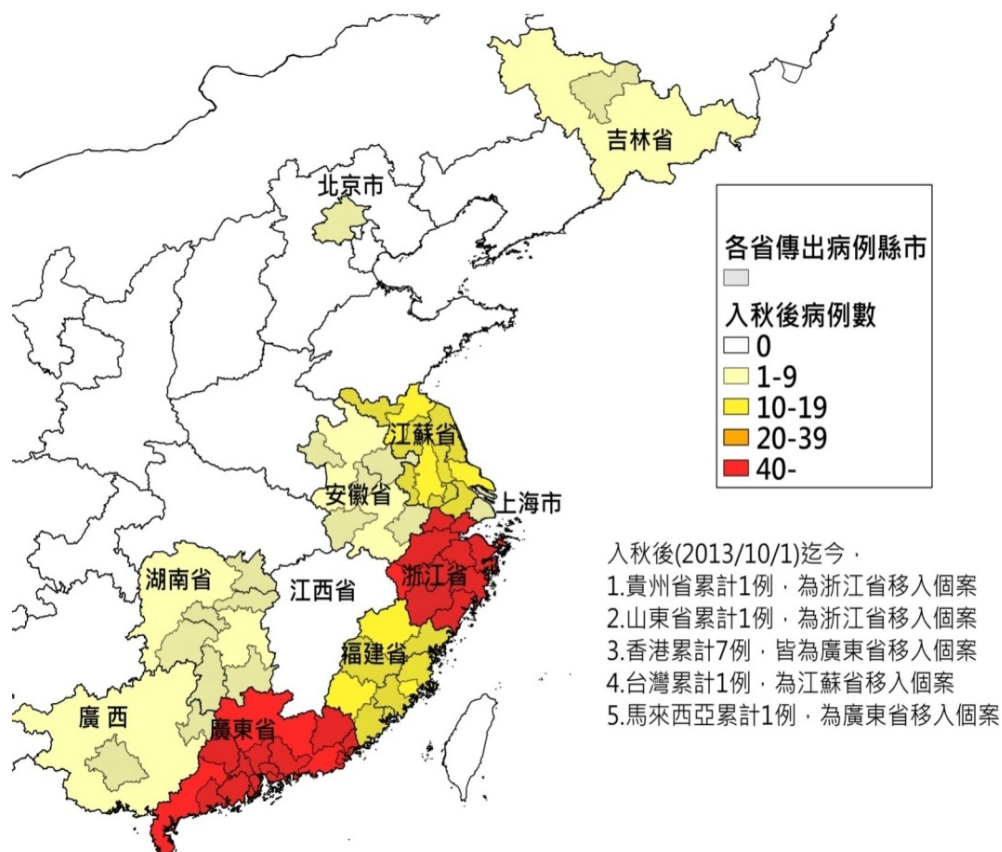 吉林省
北京市
各省傳出病例縣市
入秋後病例數
0
1-9
10-19
20-39
40-
江蘇省
安徽省
上海市
浙江省
湖南省
江西省
福建省
廣西
廣東省
入秋後(2013/10/1)迄今，
1.貴州省累計1例，為浙江省移入個案
2.山東省累計1例，為浙江省移入個案
3.香港累計7例，皆為廣東省移入個案
4.台灣累計1例，為江蘇省移入個案
5.馬來西亞累計1例，為廣東省移入個案